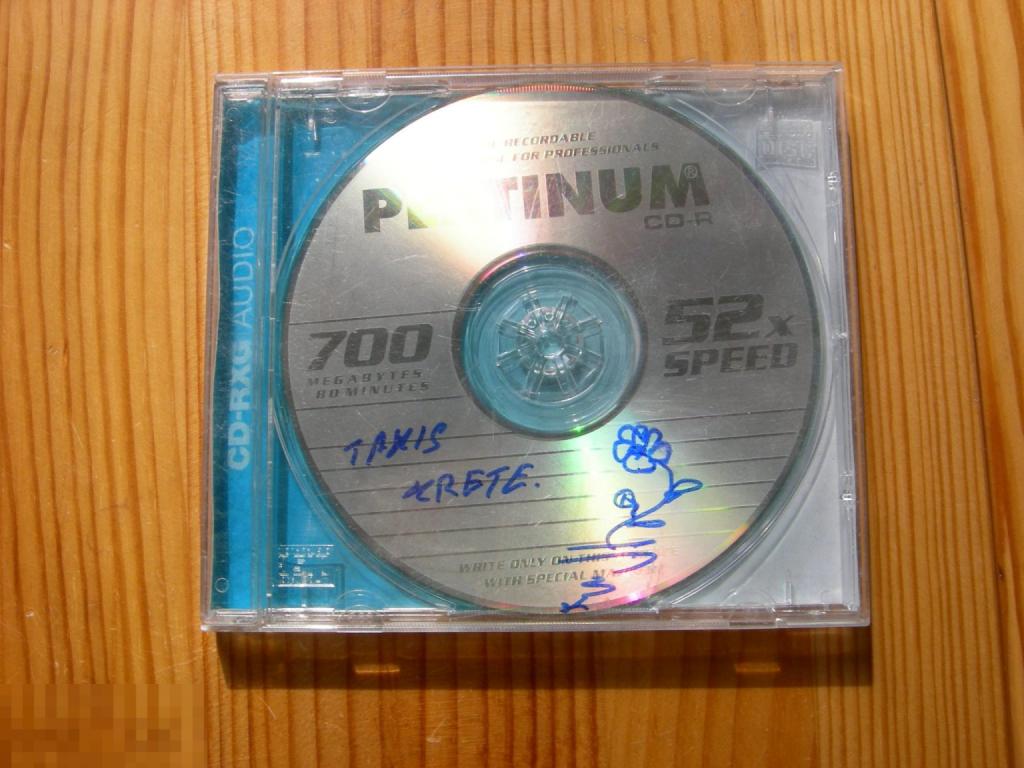 RECORDABLE
FOR PROFESSIONALS
PLATINUM®
CD-R
700
MEGABYTES
80 MINUTES
52x
SPEED
TAXIS
KRETE.
WRITE ONLY ON THIS
WITH SPECIAL
CD-RXG AUDIO